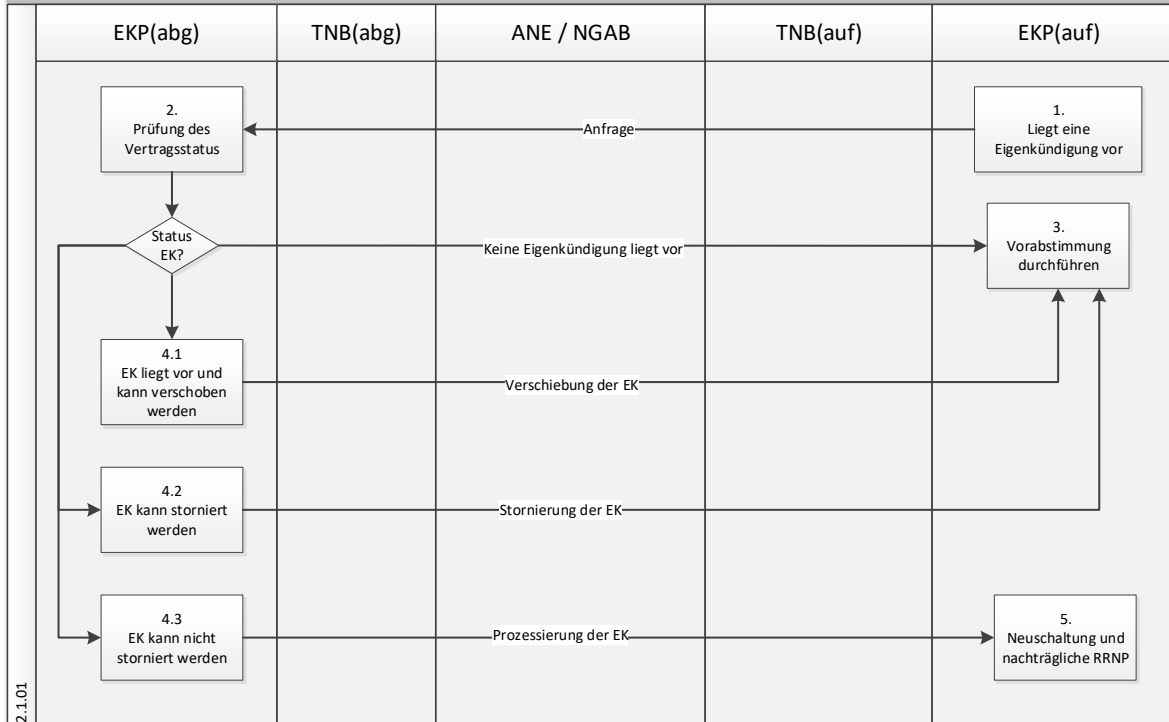 EKP(abg)
TNB(abg)
ANE / NGAB
TNB(auf)
EKP(auf)
2.
Prüfung des
Vertragsstatus
Anfrage
1.
Liegt eine
Eigenkündigung vor
Status
EK?
Keine Eigenkündigung liegt vor
3.
Vorabstimmung
durchführen
4.1
EK liegt vor und
kann verschoben
werden
Verschiebung der EK
4.2
EK kann storniert
werden
Stornierung der EK
4.3
EK kann nicht
storniert werden
Prozessierung der EK
5.
Neuschaltung und
nachträgliche RRNP
2.1.01